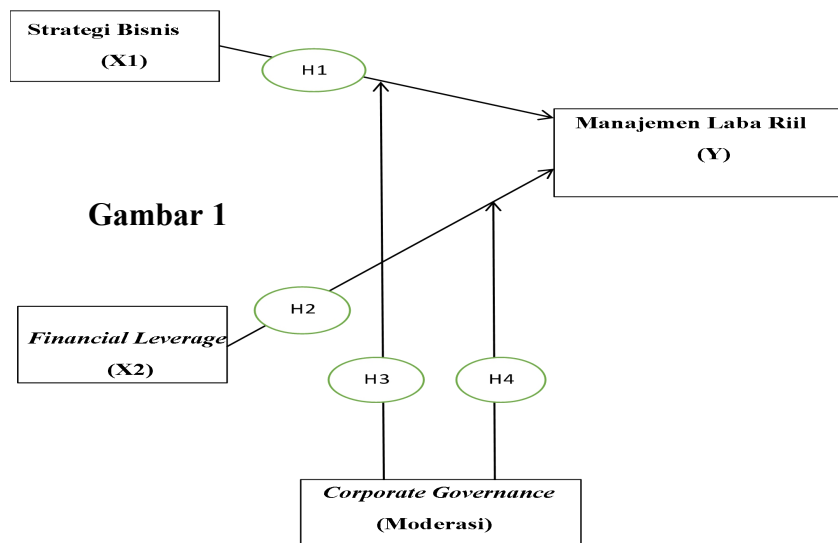 Strategi Bisnis
(X1)
H1
Manajemen Laba Riil
(Y)
Gambar 1
H2
Financial Leverage
(X2)
H3
H4
Corporate Governance
(Moderasi)